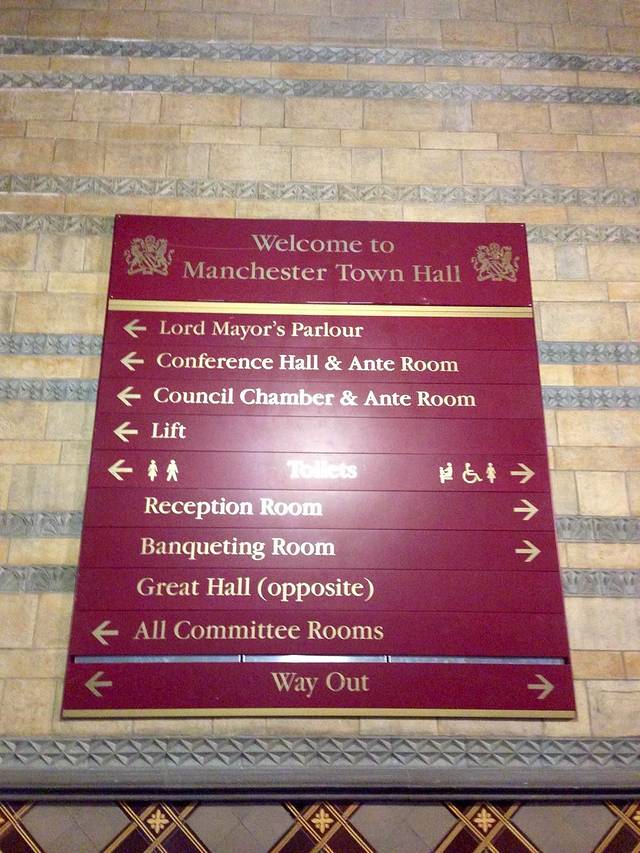 Welcome to
Manchester Town Hall
← Lord Mayor's Parlour
← Conference Hall & Ante Room
← Council Chamber & Ante Room
← Lift
← Toilets →
Reception Room →
Banqueting Room →
Great Hall (opposite)
← All Committee Rooms
← Way Out →